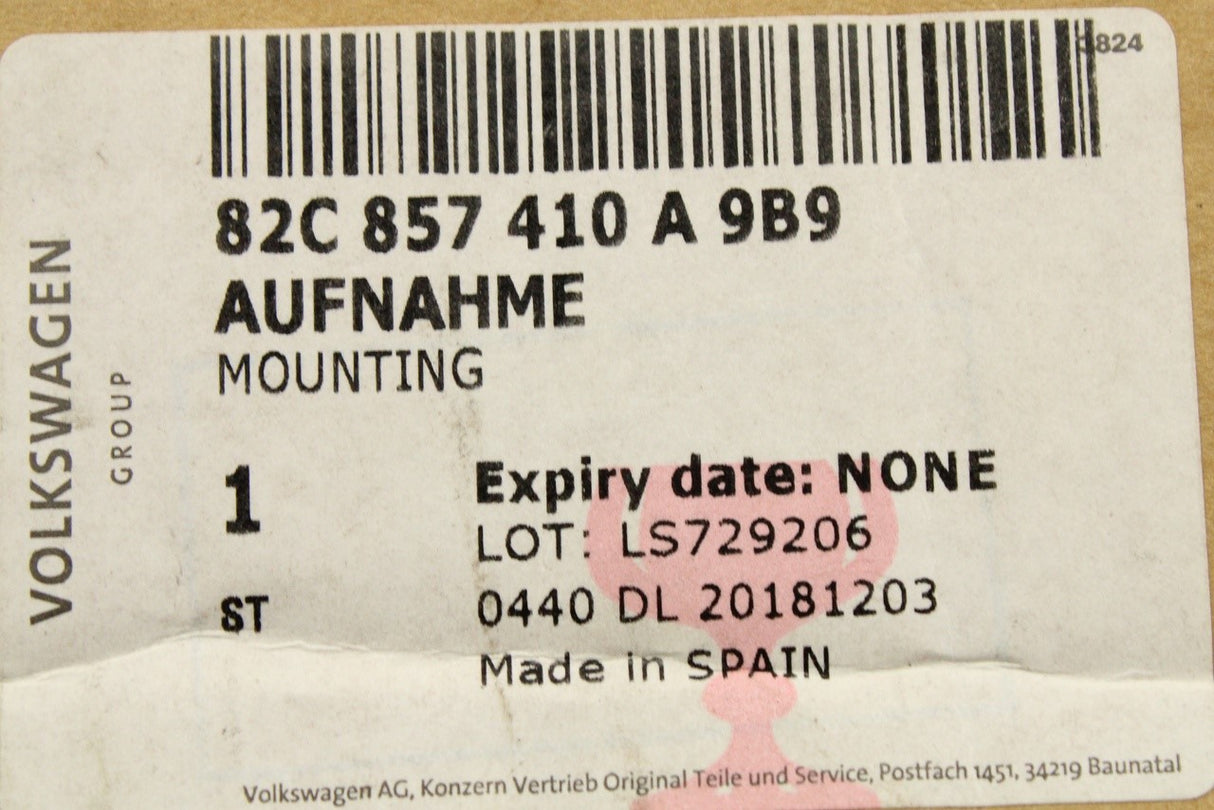 82C 857 410 A 9B9
AUFNAHME
MOUNTING
VOLKSWAGEN
GROUP
1
ST
Expiry date: NONE
LOT: LS729206
0440 DL 20181203
Made in SPAIN
Volkswagen AG, Konzern Vertrieb Original Teile und Service, Postfach 1451, 34219 Baunatal